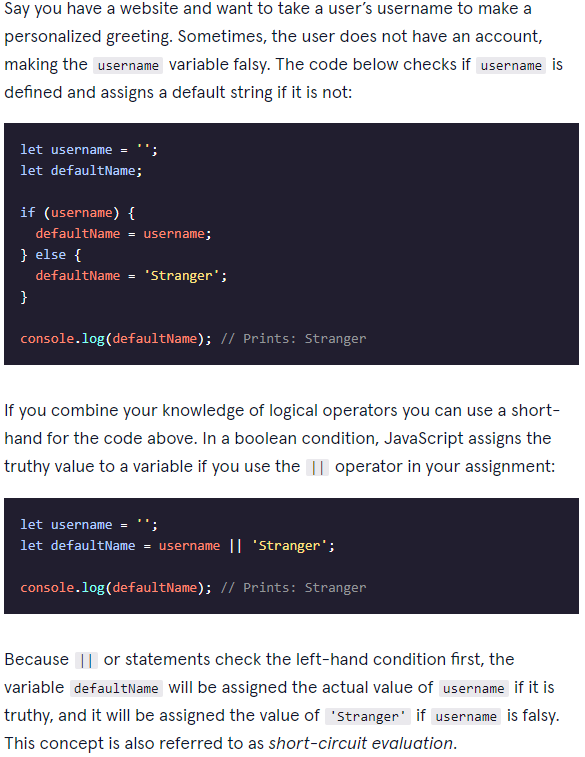 Say you have a website and want to take a user’s username to make a
personalized greeting. Sometimes, the user does not have an account,
making the username variable falsy. The code below checks if username is
defined and assigns a default string if it is not:
let username = '';
let defaultName;
if (username) {
  defaultName = username;
} else {
  defaultName = 'Stranger';
}
console.log(defaultName); // Prints: Stranger
If you combine your knowledge of logical operators you can use a short-
hand for the code above. In a boolean condition, JavaScript assigns the
truthy value to a variable if you use the || operator in your assignment:
let username = '';
let defaultName = username || 'Stranger';
console.log(defaultName); // Prints: Stranger
Because || or statements check the left-hand condition first, the
variable defaultName will be assigned the actual value of username if it is
truthy, and it will be assigned the value of 'Stranger' if username is falsy.
This concept is also referred to as short-circuit evaluation.